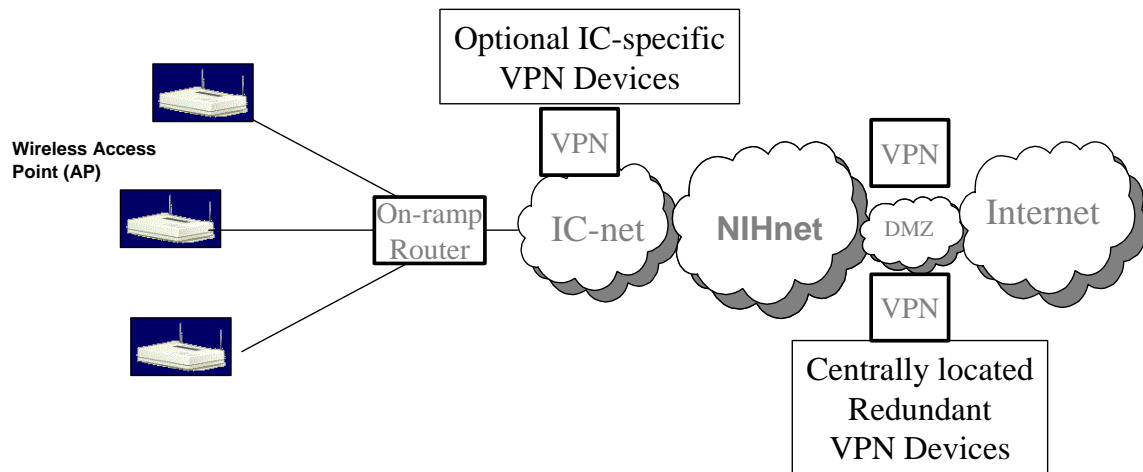 Optional IC-specific
VPN Devices
Wireless Access
Point (AP)
VPN
VPN
On-ramp
Router
IC-net
NIHnet
DMZ
Internet
VPN
Centrally located
Redundant
VPN Devices